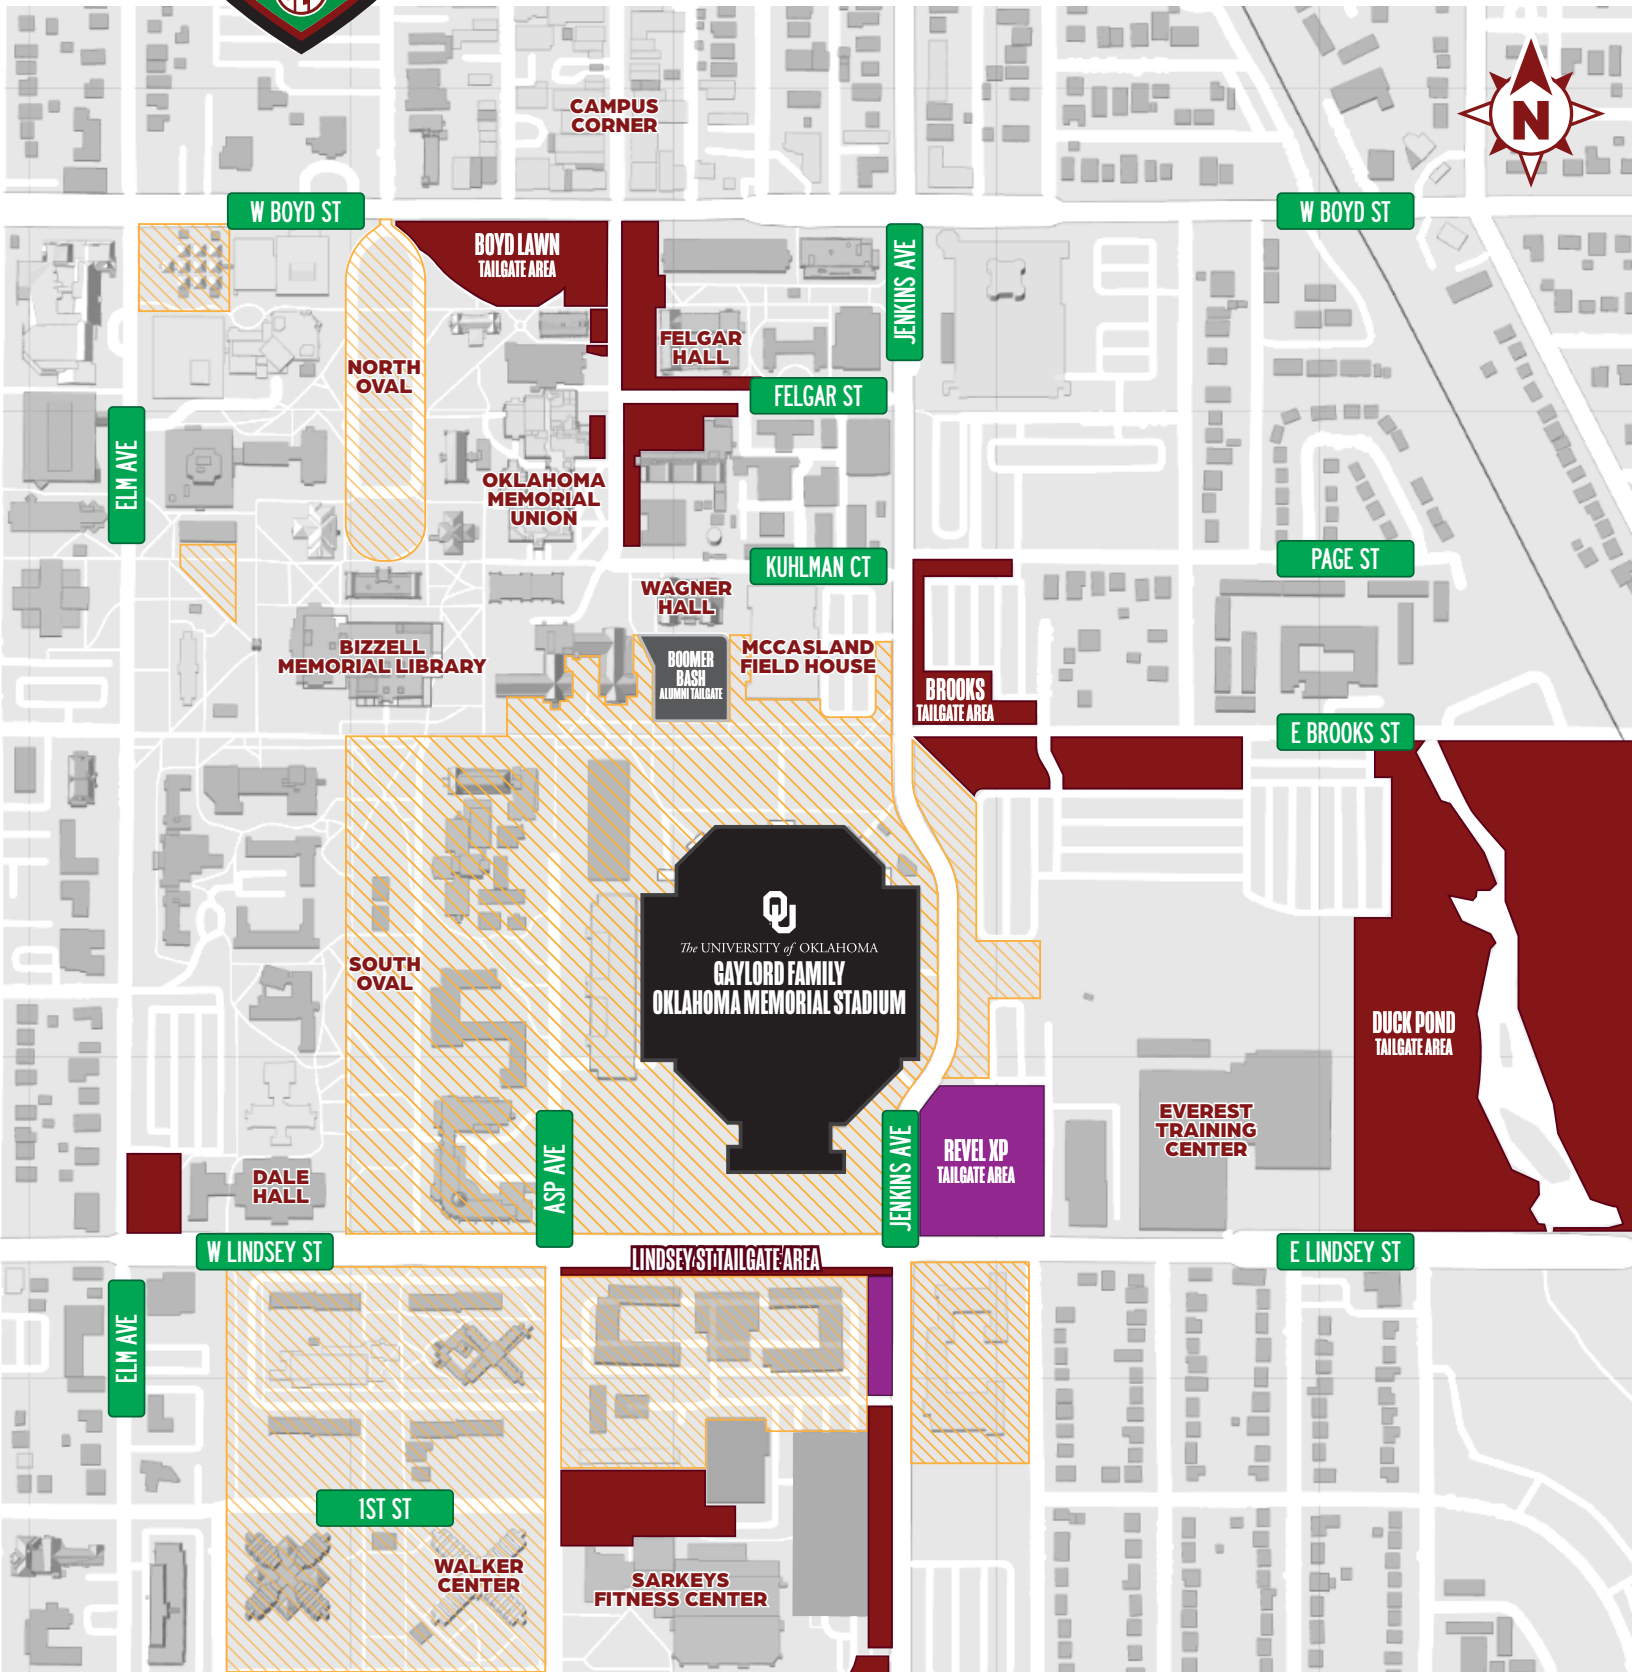 CAMPUS
CORNER
N
W BOYD ST
W BOYD ST
BOYD LAWN
TAILGATE AREA
JENKINS AVE
FELGAR
HALL
NORTH
OVAL
FELGAR ST
ELM AVE
OKLAHOMA
MEMORIAL
UNION
KUHLMAN CT
PAGE ST
WAGNER
HALL
BIZZELL
MEMORIAL LIBRARY
BOOMER
BASH
ALUMNI TAILGATE
MCCASLAND
FIELD HOUSE
BROOKS
TAILGATE AREA
E BROOKS ST
OU
The UNIVERSITY of OKLAHOMA
GAYLORD FAMILY
OKLAHOMA MEMORIAL STADIUM
SOUTH
OVAL
DUCK POND
TAILGATE AREA
EVEREST
TRAINING
CENTER
ASP AVE
JENKINS AVE
REVEL XP
TAILGATE AREA
DALE
HALL
W LINDSEY ST
LINDSEY ST TAILGATE AREA
E LINDSEY ST
ELM AVE
1ST ST
WALKER
CENTER
SARKEYS
FITNESS CENTER